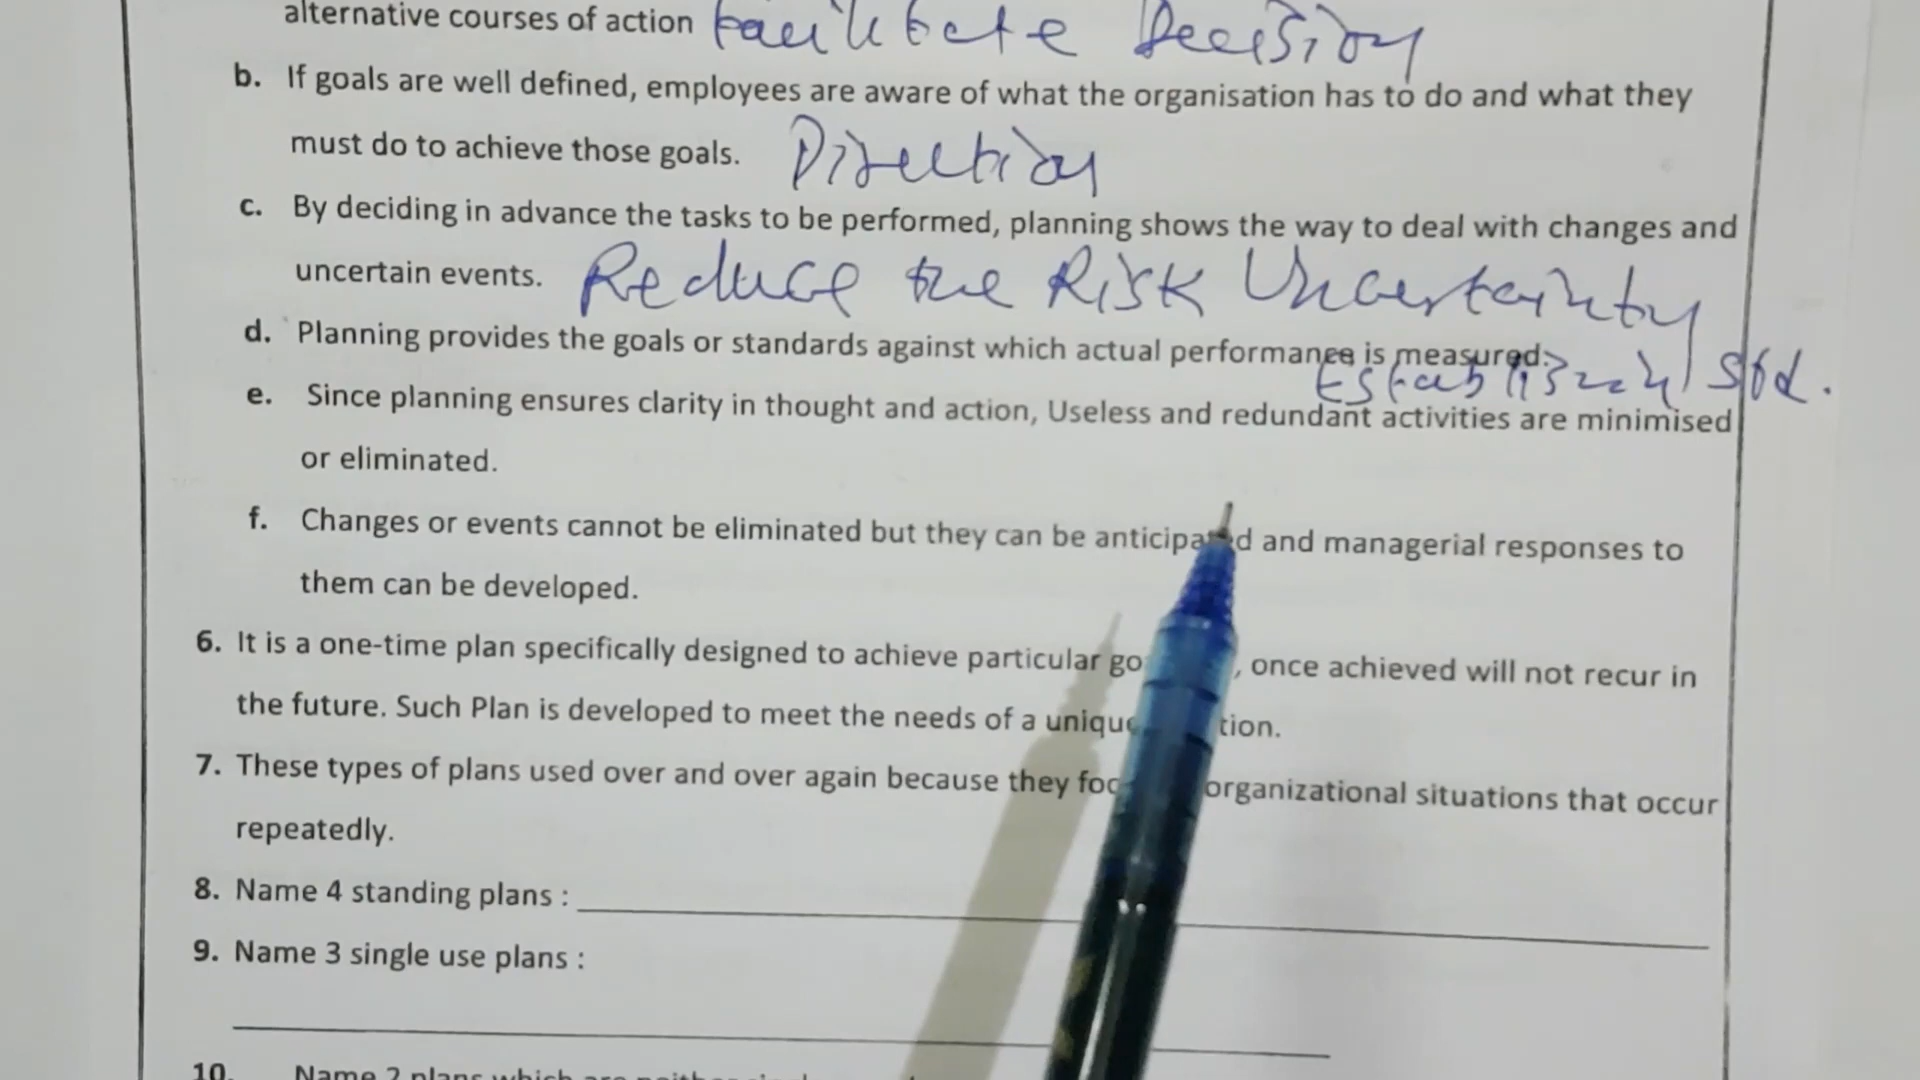 alternative courses of action Facilitate Decision
b. If goals are well defined, employees are aware of what the organisation has to do and what they
must do to achieve those goals. Direction
c. By deciding in advance the tasks to be performed, planning shows the way to deal with changes and
uncertain events. Reduce the Risk Uncertainty
d. Planning provides the goals or standards against which actual performance is measured.
std.
e. Since planning ensures clarity in thought and action, Useless and redundant activities are minimised
or eliminated.
f. Changes or events cannot be eliminated but they can be anticipated and managerial responses to
them can be developed.
6. It is a one-time plan specifically designed to achieve particular , once achieved will not recur in
the future. Such Plan is developed to meet the needs of a unique
7. These types of plans used over and over again because they organizational situations that occur
repeatedly.
8. Name 4 standing plans :
9. Name 3 single use plans :
10. Name 2 plans which are